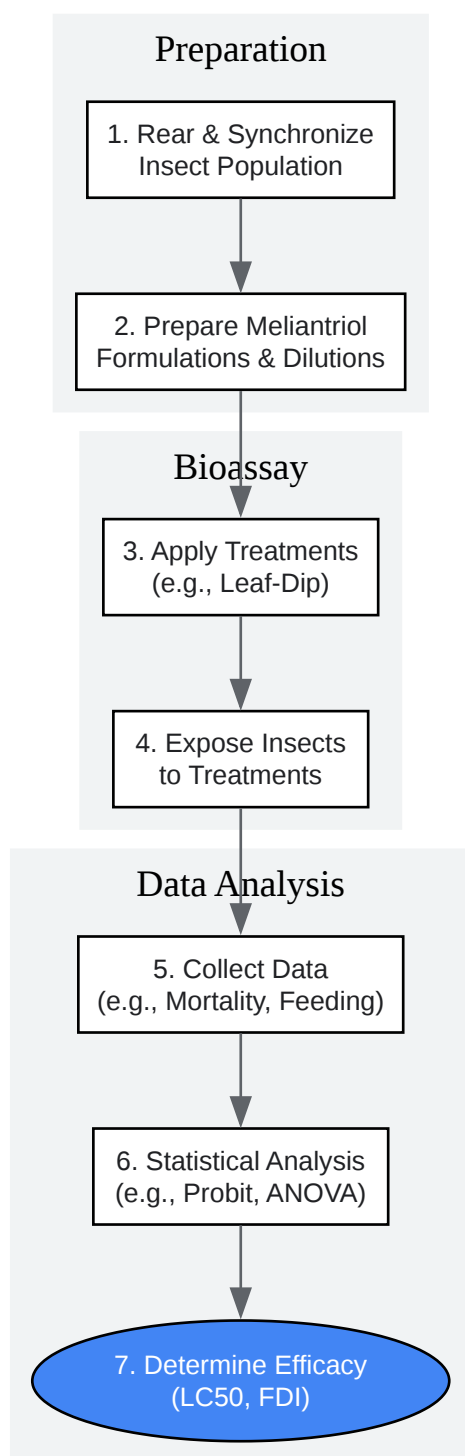 Preparation
1. Rear & Synchronize
Insect Population
2. Prepare Meliantriol
Formulations & Dilutions
Bioassay
3. Apply Treatments
(e.g., Leaf-Dip)
4. Expose Insects
to Treatments
Data Analysis
5. Collect Data
(e.g., Mortality, Feeding)
6. Statistical Analysis
(e.g., Probit, ANOVA)
7. Determine Efficacy
(LC50, FDI)